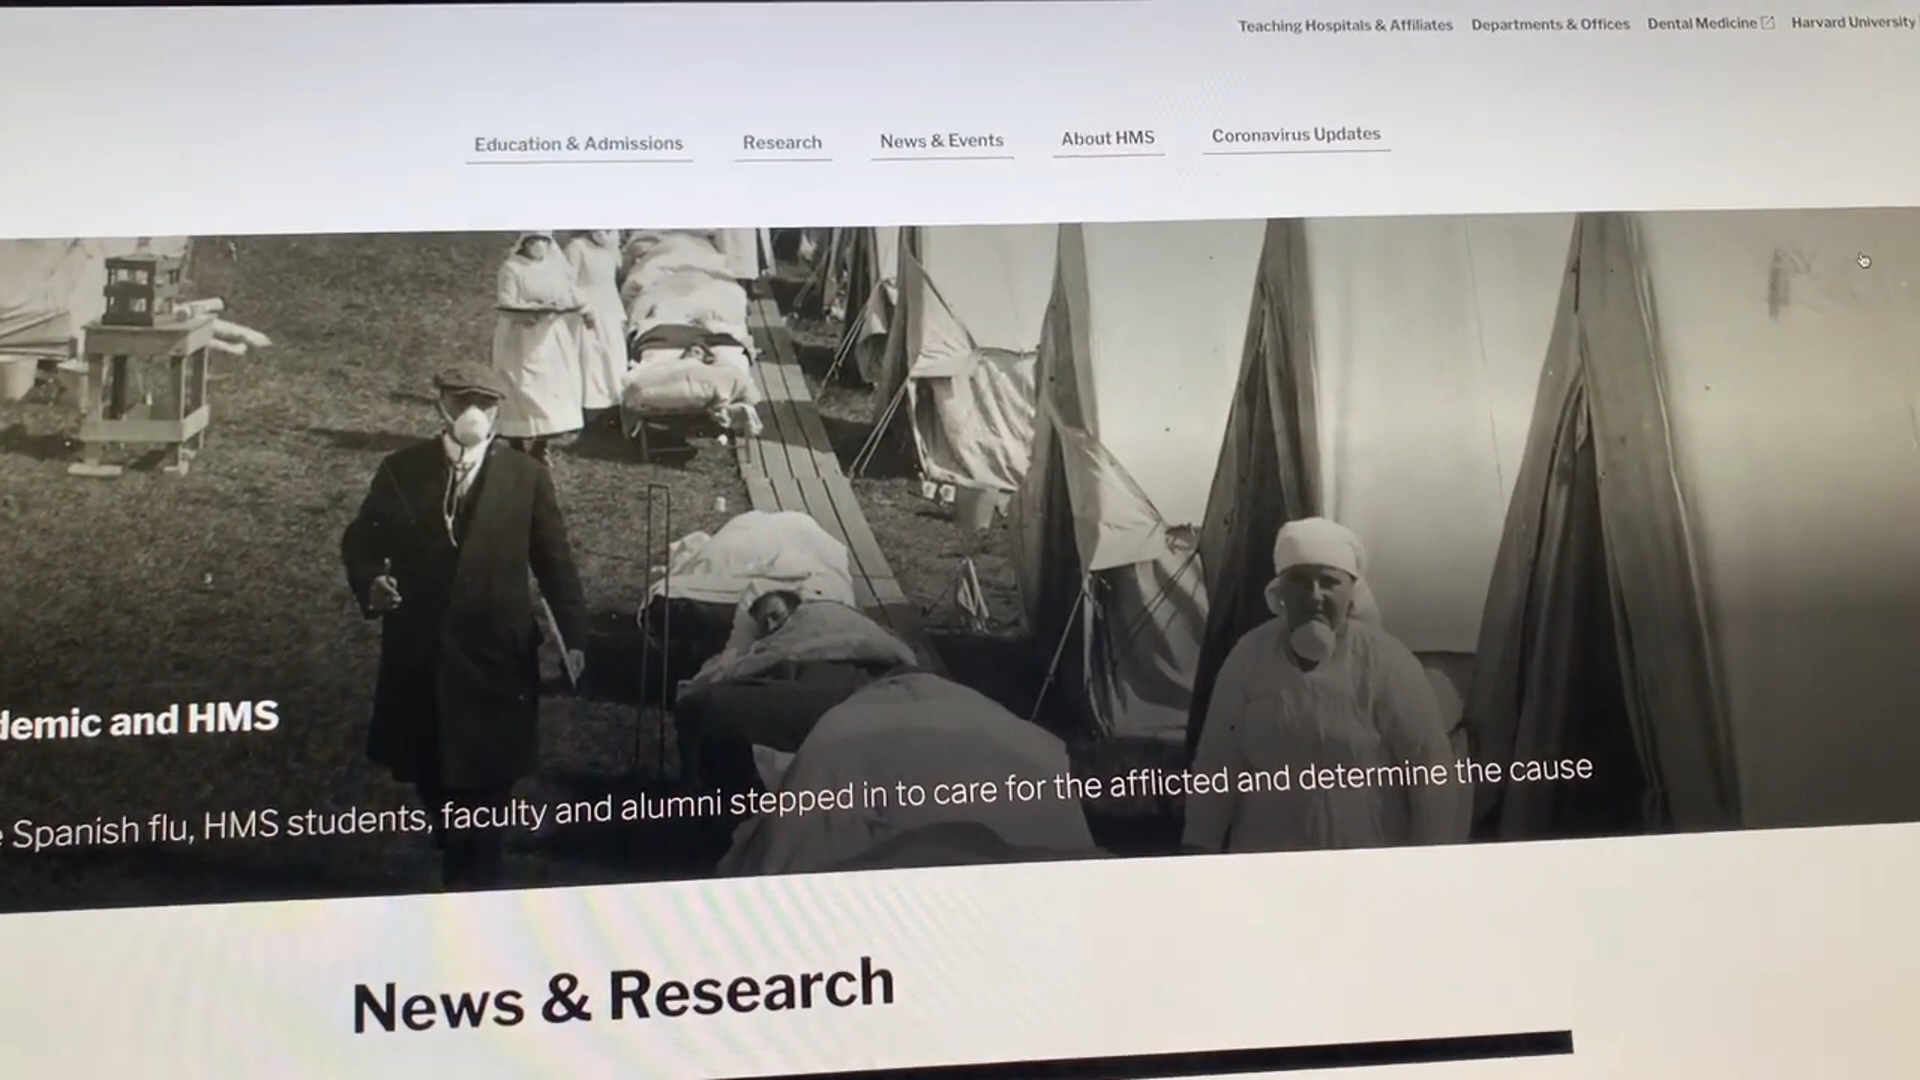 Teaching Hospitals & Affiliates Departments & Offices Dental Medicine Harvard University
Education & Admissions Research News & Events About HMS Coronavirus Updates
demic and HMS
Spanish flu, HMS students, faculty and alumni stepped in to care for the afflicted and determine the cause
News & Research